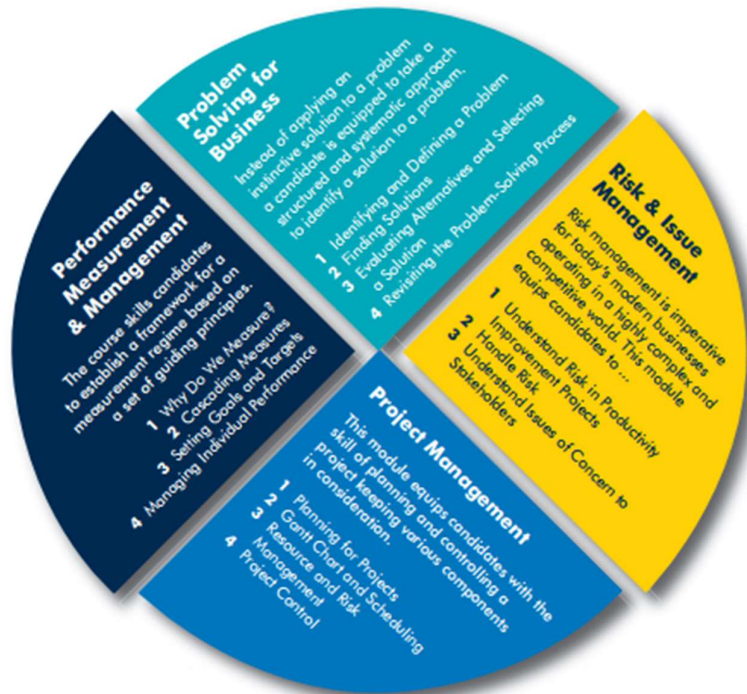 Problem
Solving for
Business
Instead of applying an
instinctive solution to a problem
a candidate is equipped to take a
structured and systematic approach
to identify a solution to a problem.
1 Identifying and Defining a Problem
2 Finding Solutions
3 Evaluating Alternatives and Selecting
a Solution
4 Revisiting the Problem-Solving Process
Risk & Issue
Management
Risk management is imperative
for today's modern businesses
operating in a highly complex and
competitive world. This module
equips candidates to ...
1 Understand Risk in Productivity
Improvement Projects
2 Handle Risk
3 Understand Issues of Concern to
Stakeholders
Performance
Measurement
& Management
The course skills candidates
to establish a framework for a
measurement regime based on
a set of guiding principles.
1 Why Do We Measure?
2 Cascading Measures
3 Setting Goals and Targets
4 Managing Individual Performance
Project Management
This module equips candidates with the
skill of planning and controlling a
project keeping various components
in consideration.
1 Planning for Projects
2 Gantt Chart and Scheduling
3 Resource and Risk
Management
4 Project Control